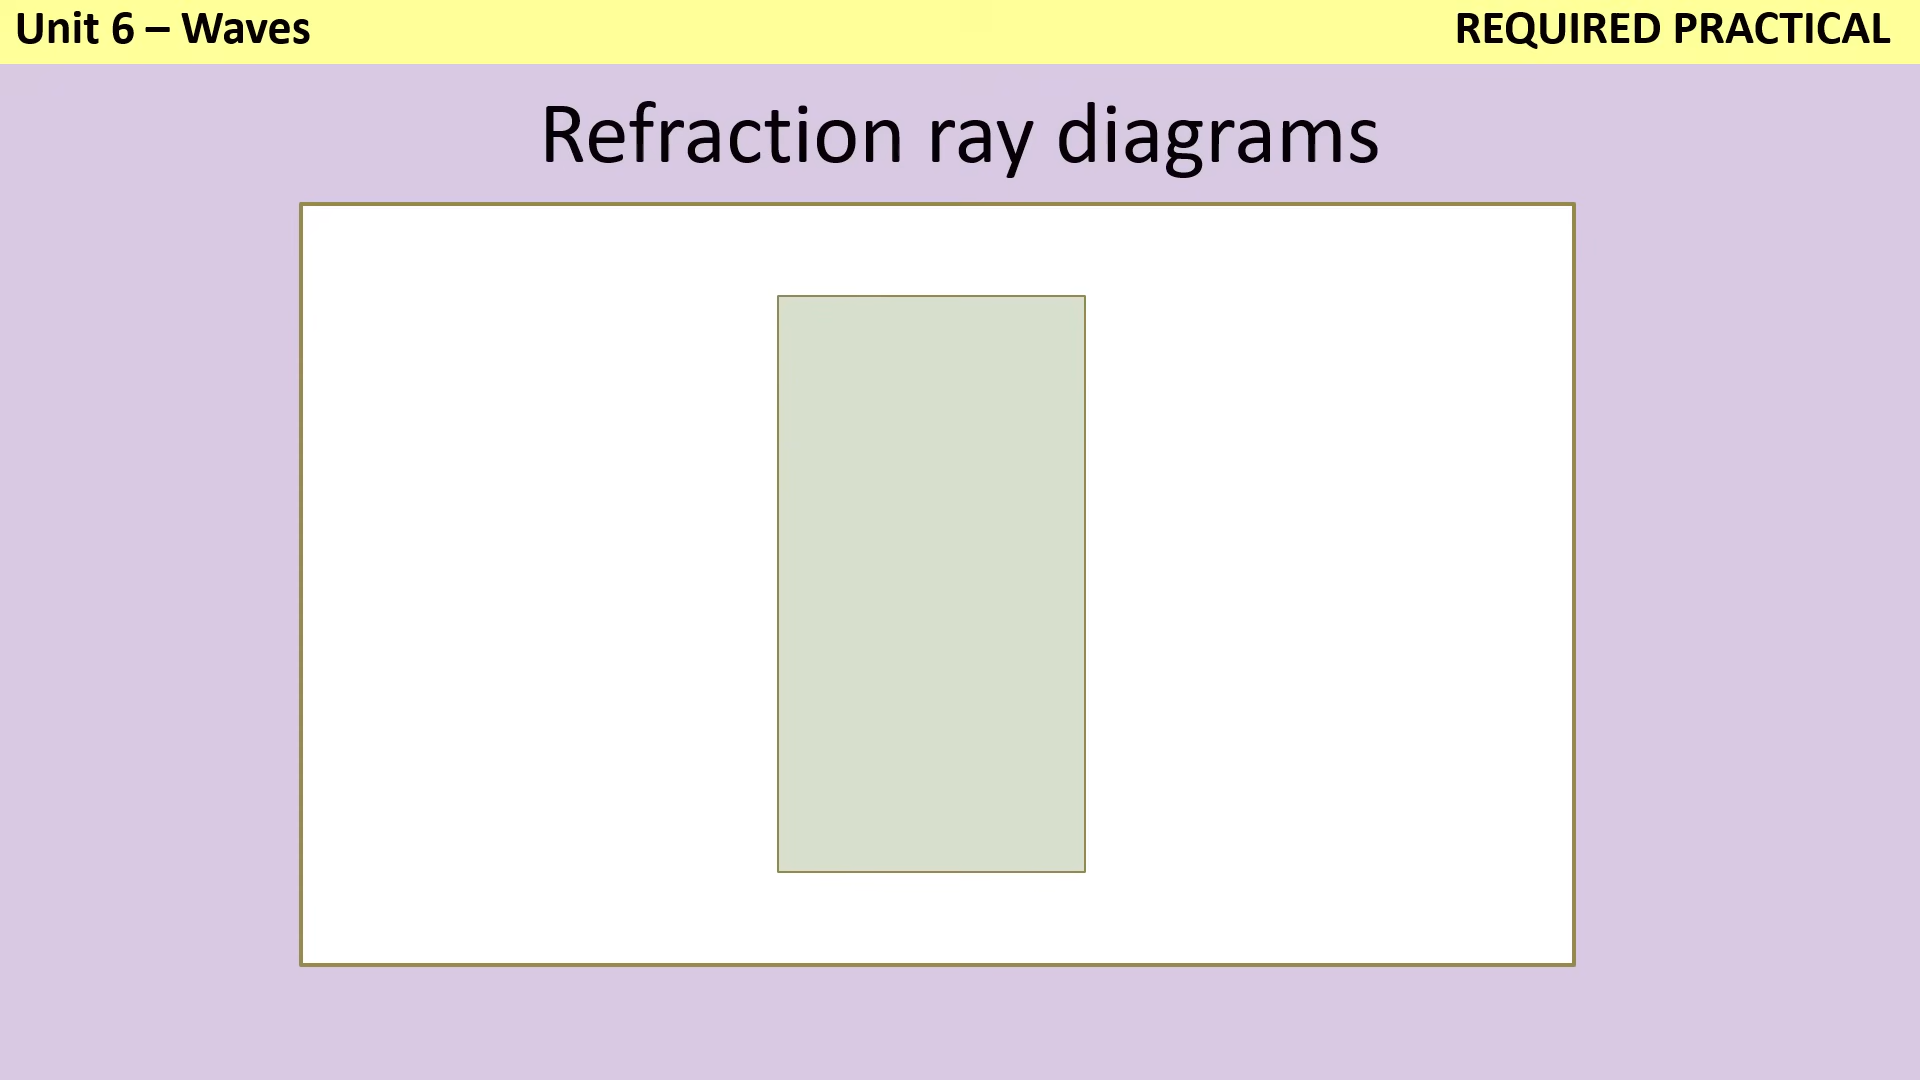 Unit 6 – Waves
REQUIRED PRACTICAL
Refraction ray diagrams